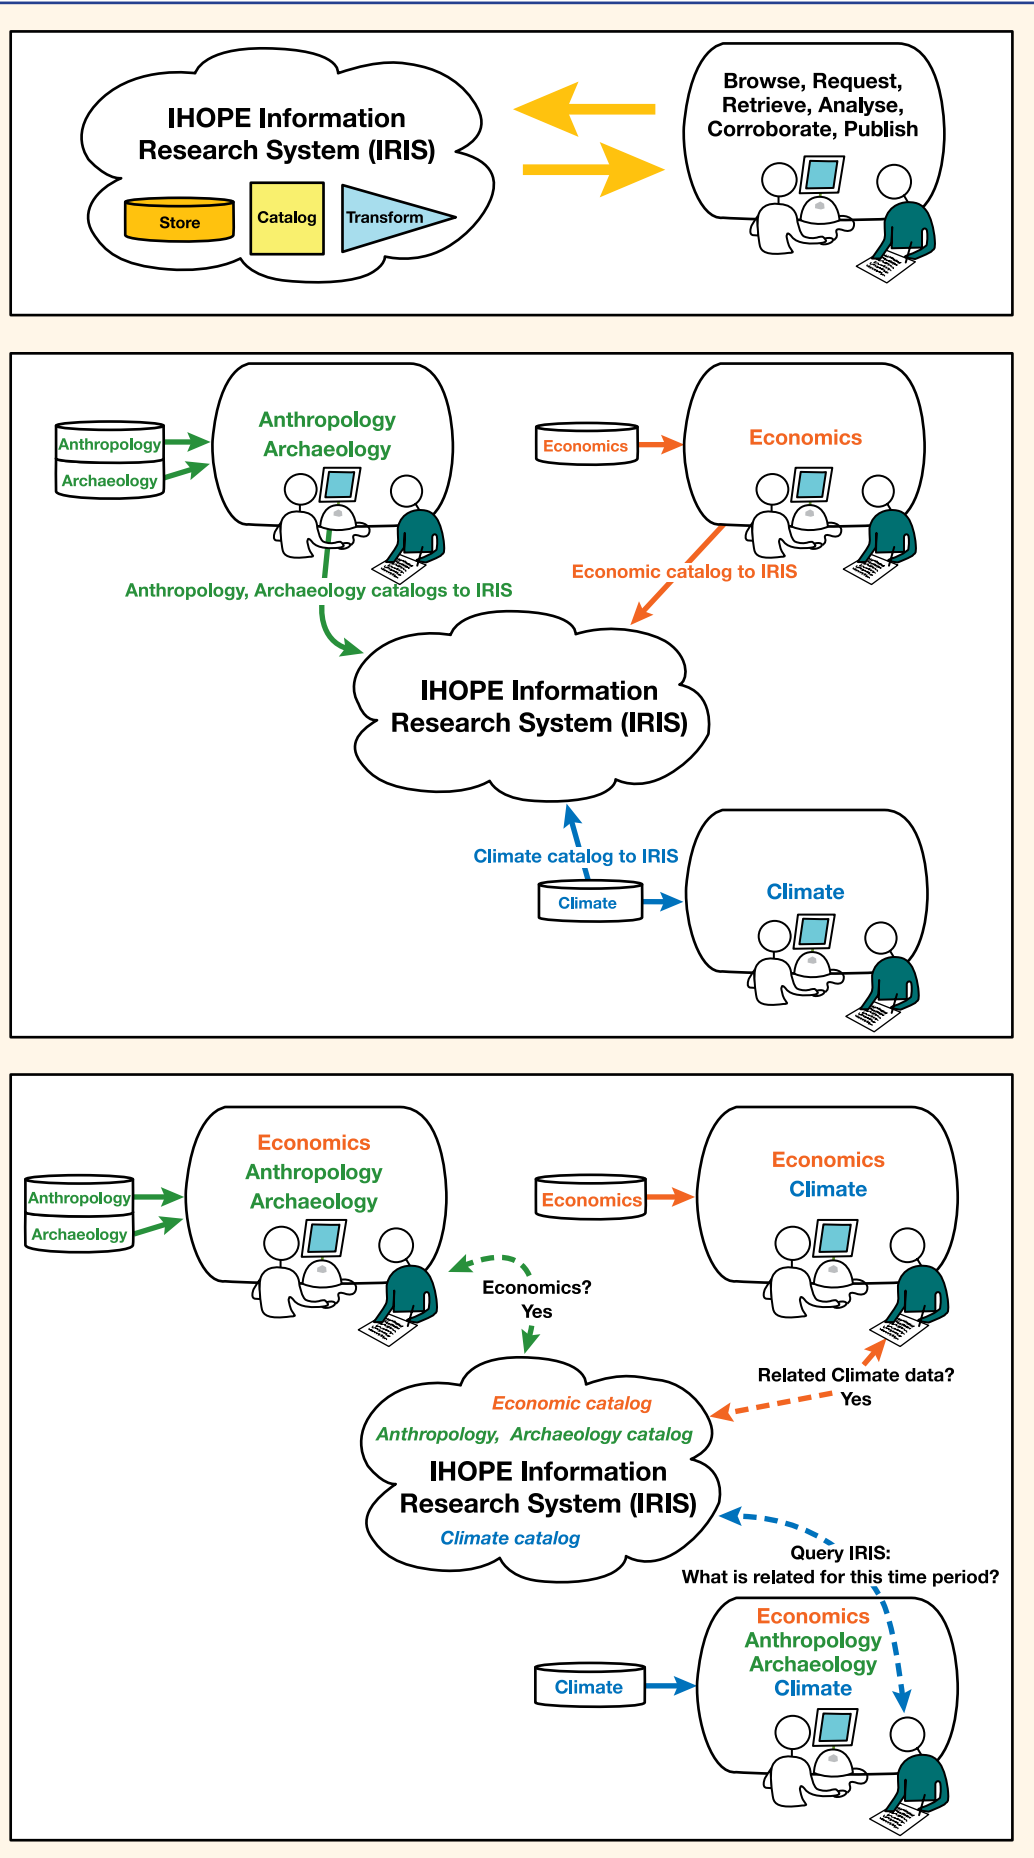 IHOPE Information
Research System (IRIS)
Store
Catalog
Transform
Browse, Request,
Retrieve, Analyse,
Corroborate, Publish
Anthropology
Archaeology
Anthropology
Archaeology
Economics
Economics
Anthropology, Archaeology catalogs to IRIS
Economic catalog to IRIS
IHOPE Information
Research System (IRIS)
Climate catalog to IRIS
Climate
Climate
Anthropology
Archaeology
Economics
Anthropology
Archaeology
Economics
Economics
Climate
Economics?
Yes
Related Climate data?
Yes
Economic catalog
Anthropology, Archaeology catalog
IHOPE Information
Research System (IRIS)
Climate catalog
Query IRIS:
What is related for this time period?
Climate
Economics
Anthropology
Archaeology
Climate